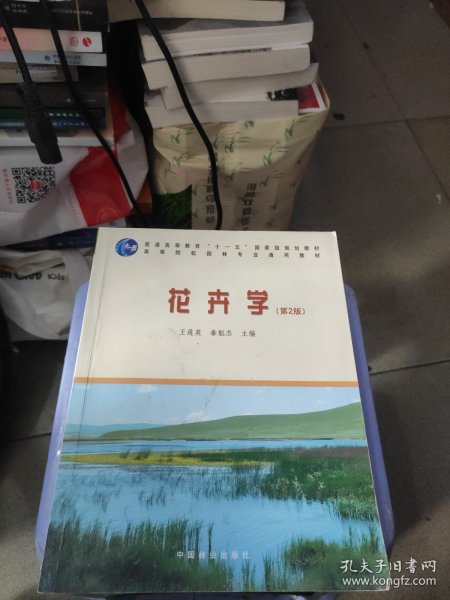 普通高等教育“十一五”国家级规划教材
高等院校园林专业通用教材
花卉学(第2版)
王莲英 秦魁杰 主编
中国林业出版社
孔夫子旧书网
www.kongfz.com